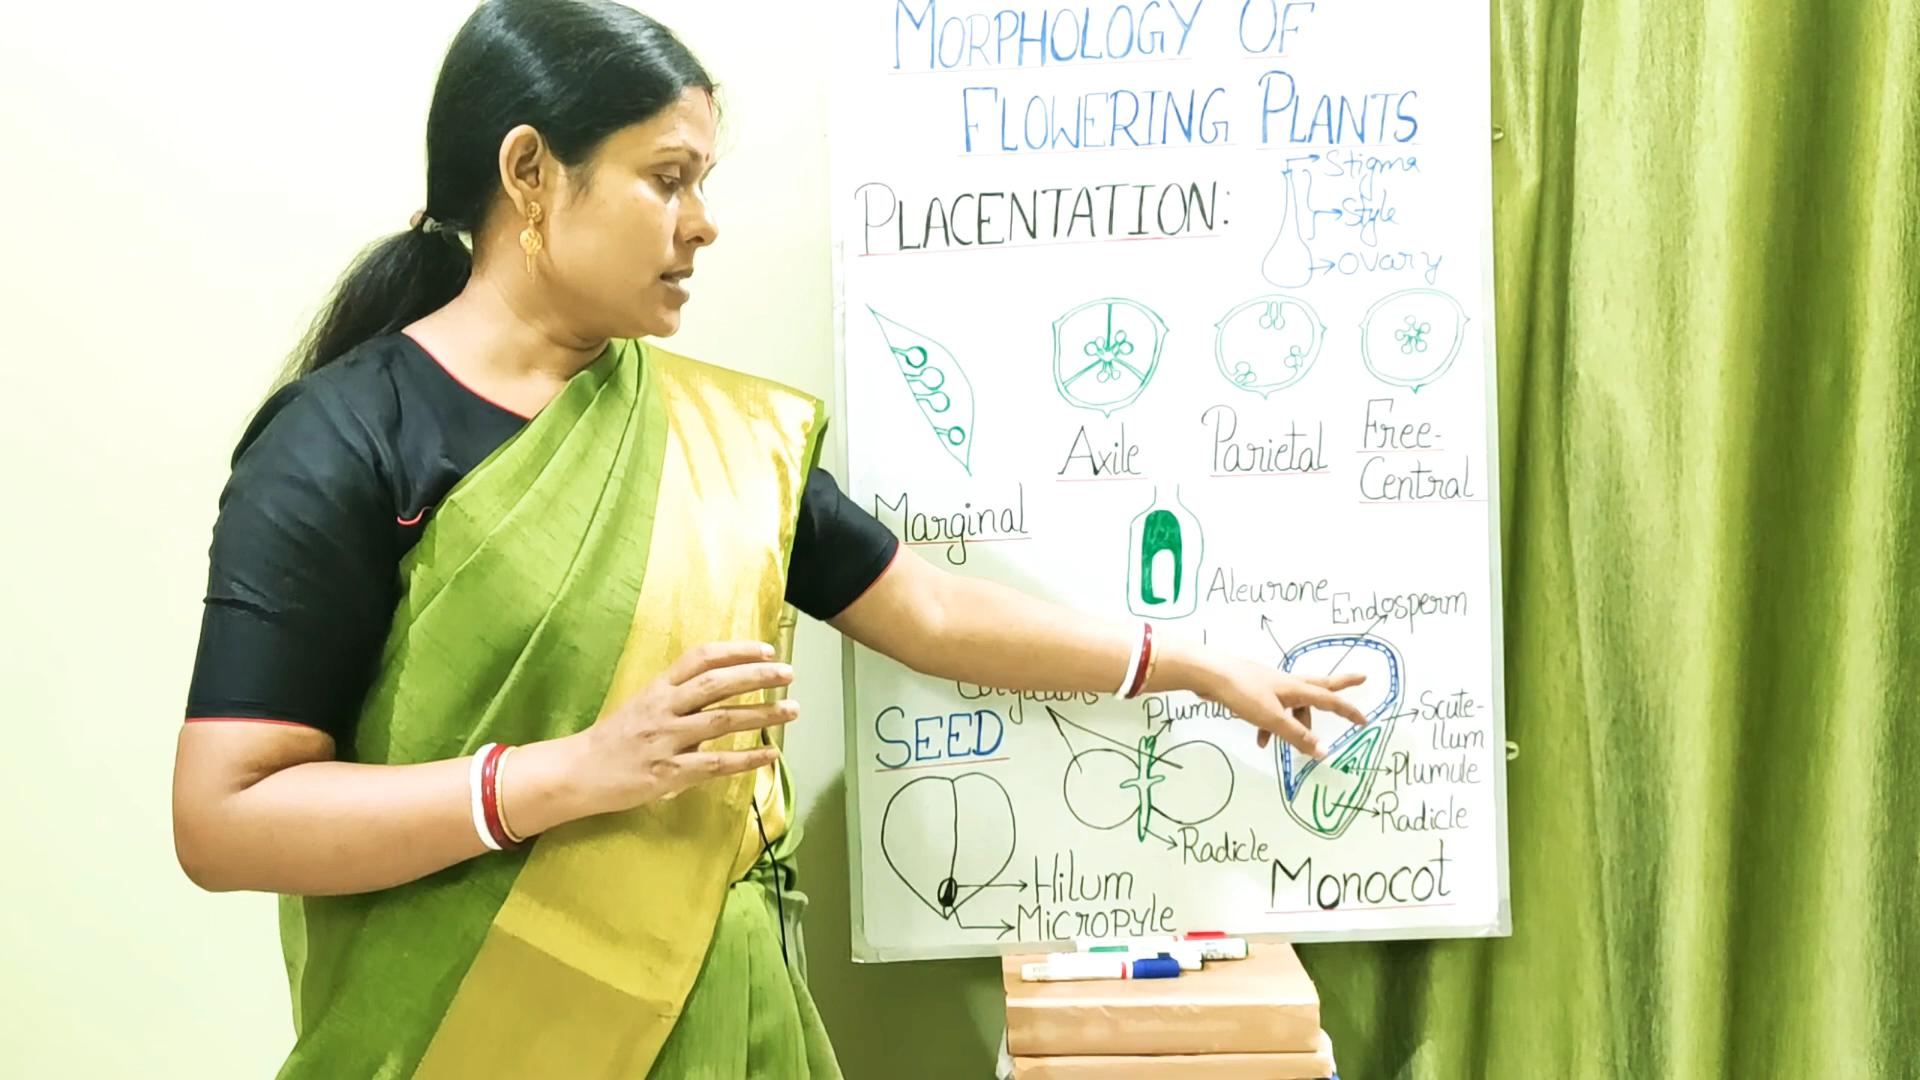 MORPHOLOGY OF
FLOWERING PLANTS
PLACENTATION:
Stigma
Style
Ovary
Marginal
Axile
Parietal
Free-
Central
Aleurone
Endosperm
SEED
Hilum
MICROPYLE
Radicle
Scute-
llum
Plumule
Radicle
Monocot